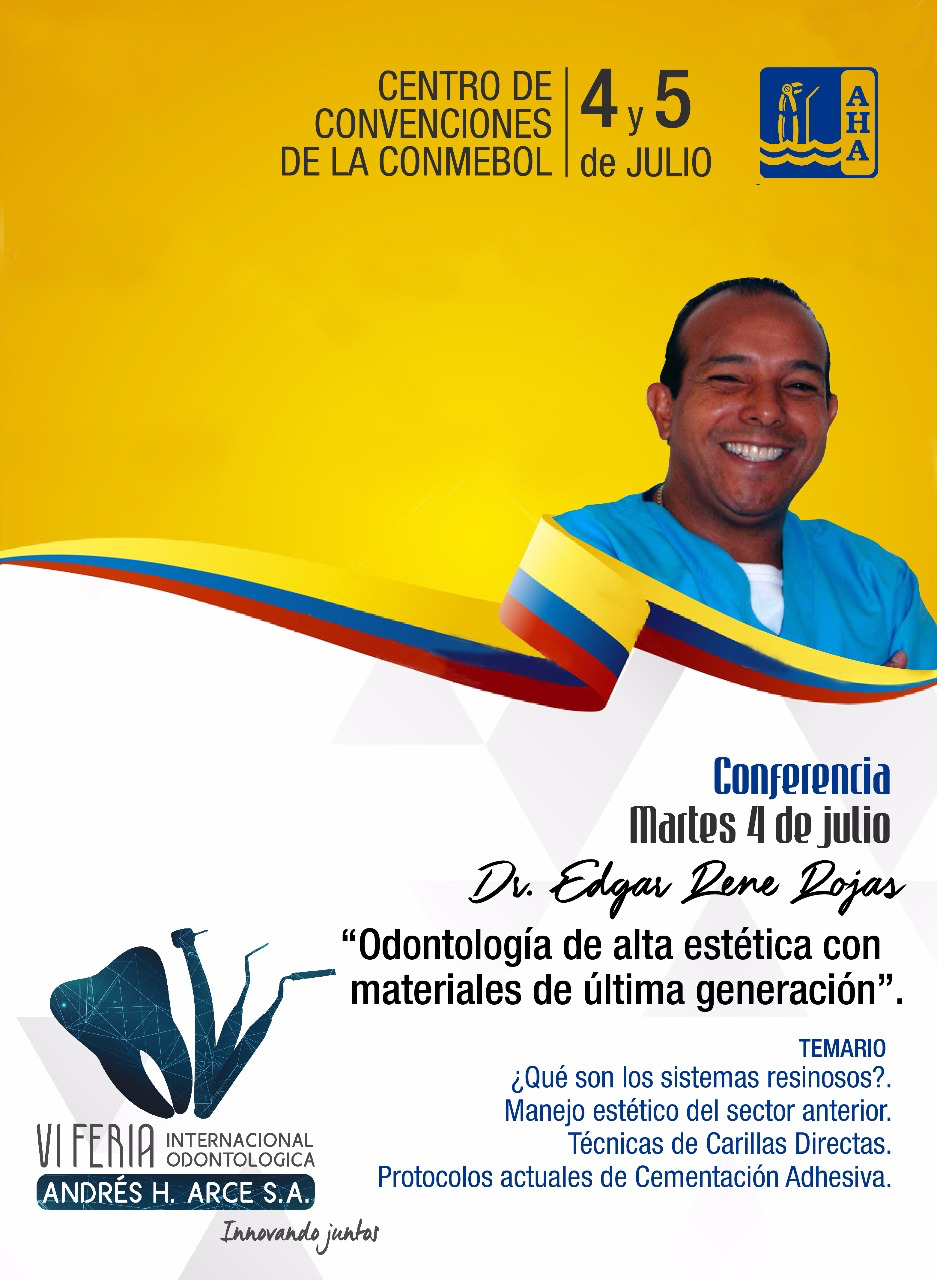 CENTRO DE
CONVENCIONES
DE LA CONMEBOL
4 y 5
de JULIO
AHA
Conferencia
Martes 4 de julio
Dr. Edgar Rene Rojas
“Odontología de alta estética con
materiales de última generación”.
TEMARIO
¿Qué son los sistemas resinosos?.
Manejo estético del sector anterior.
Técnicas de Carillas Directas.
Protocolos actuales de Cementación Adhesiva.
VI FERIA
INTERNACIONAL
ODONTOLOGICA
ANDRÉS H. ARCE S.A.
Innovando juntos